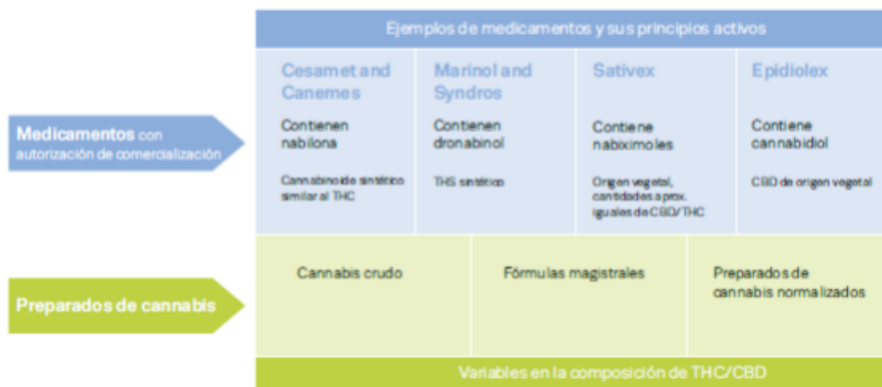 Ejemplos de medicamentos y sus principios activos
Cesamet and
Canemes
Marinol and
Syndros
Sativex
Epidiolex
Medicamentos con
autorización de comercialización
Contienen
nabilona
Contienen
dronabinol
Contiene
nabiximoles
Contiene
cannabidiol
Cannabinoide sintético
similar al THC
THS sintético
Origen vegetal,
cantidades aprox.
iguales de CBD/THC
CBD de origen vegetal
Preparados de cannabis
Cannabis crudo
Fórmulas magistrales
Preparados de
cannabis normalizados
Variables en la composición de THC/CBD